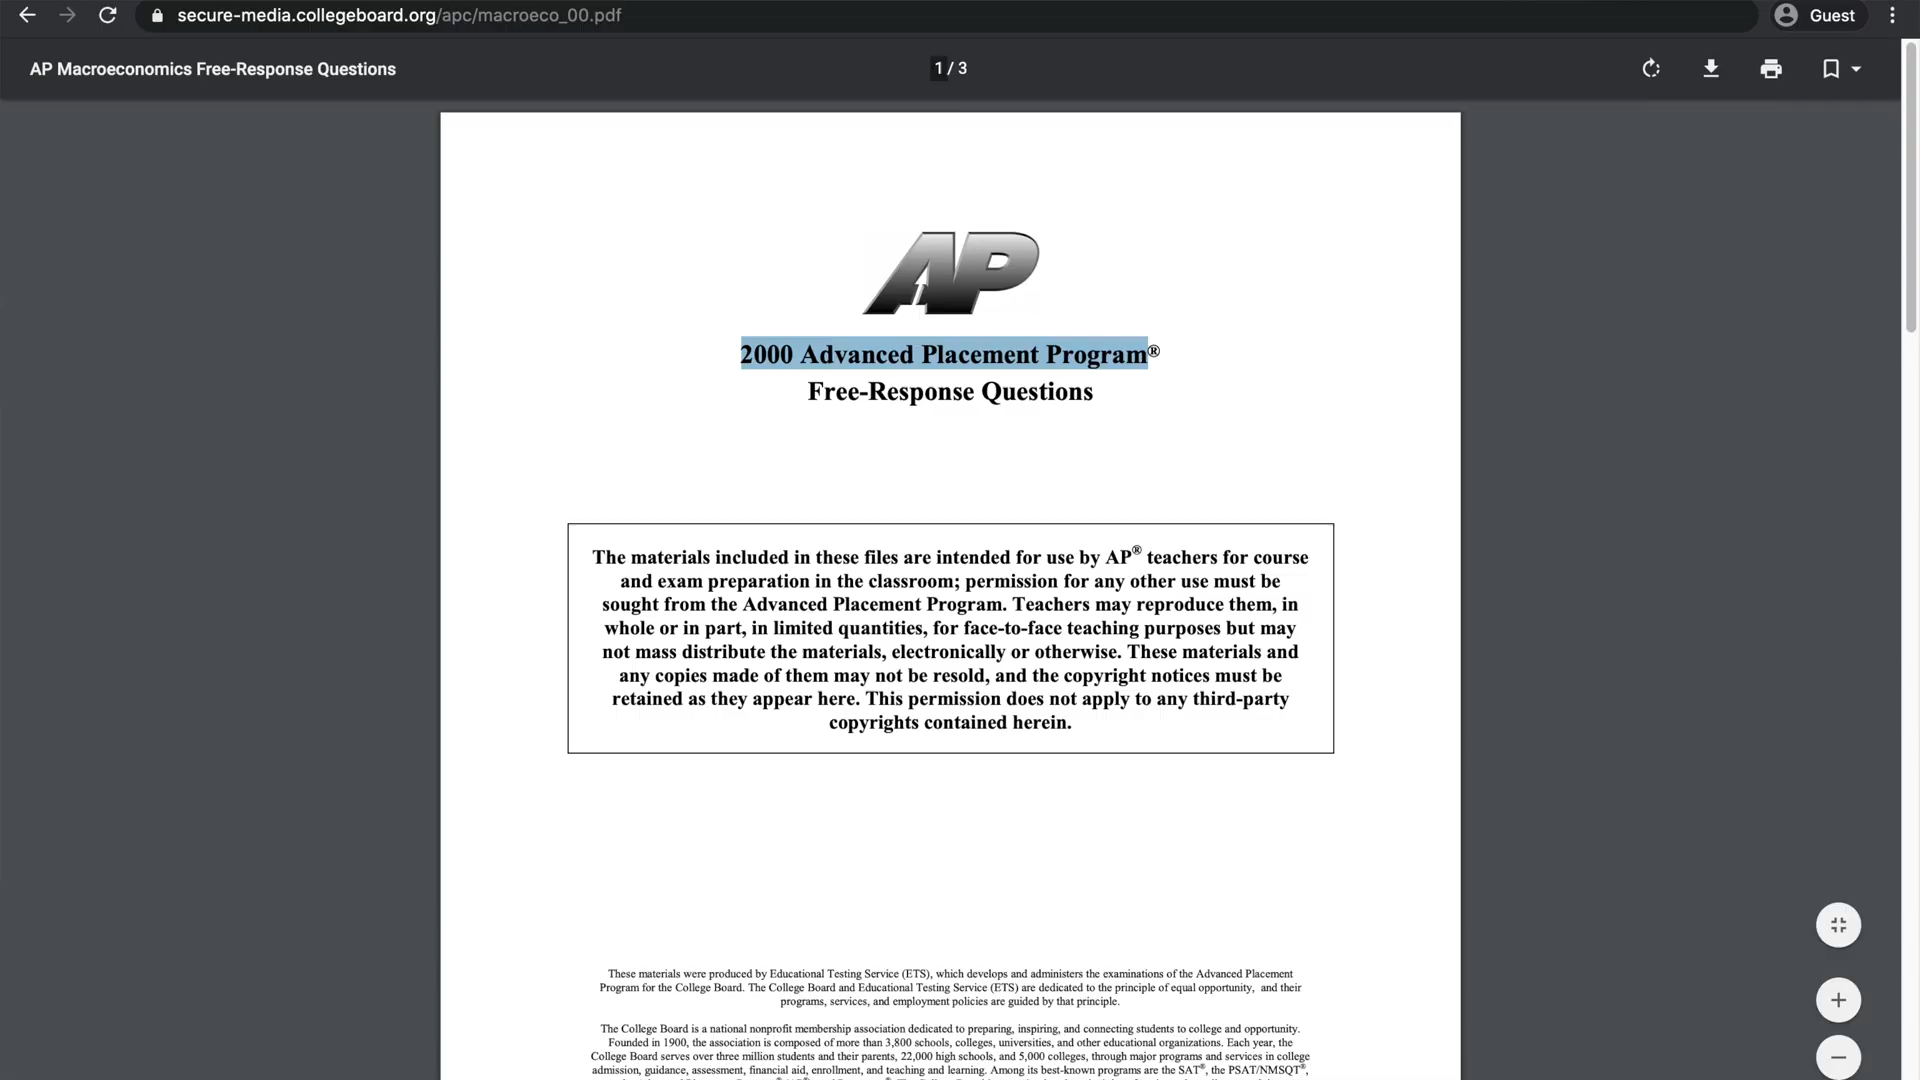 secure-media.collegeboard.org/apc/macroeco_00.pdf
Guest
AP Macroeconomics Free-Response Questions
1 / 3
AP
2000 Advanced Placement Program®
Free-Response Questions
The materials included in these files are intended for use by AP® teachers for course
and exam preparation in the classroom; permission for any other use must be
sought from the Advanced Placement Program. Teachers may reproduce them, in
whole or in part, in limited quantities, for face-to-face teaching purposes but may
not mass distribute the materials, electronically or otherwise. These materials and
any copies made of them may not be resold, and the copyright notices must be
retained as they appear here. This permission does not apply to any third-party
copyrights contained herein.
These materials were produced by Educational Testing Service (ETS), which develops and administers the examinations of the Advanced Placement
Program for the College Board. The College Board and Educational Testing Service (ETS) are dedicated to the principle of equal opportunity, and their
programs, services, and employment policies are guided by that principle.
The College Board is a national nonprofit membership association dedicated to preparing, inspiring, and connecting students to college and opportunity.
Founded in 1900, the association is composed of more than 3,800 schools, colleges, universities, and other educational organizations. Each year, the
College Board serves over three million students and their parents, 22,000 high schools, and 5,000 colleges, through major programs and services in college
admission, guidance, assessment, financial aid, enrollment, and teaching and learning. Among its best-known programs are the SAT®, the PSAT/NMSQT®,